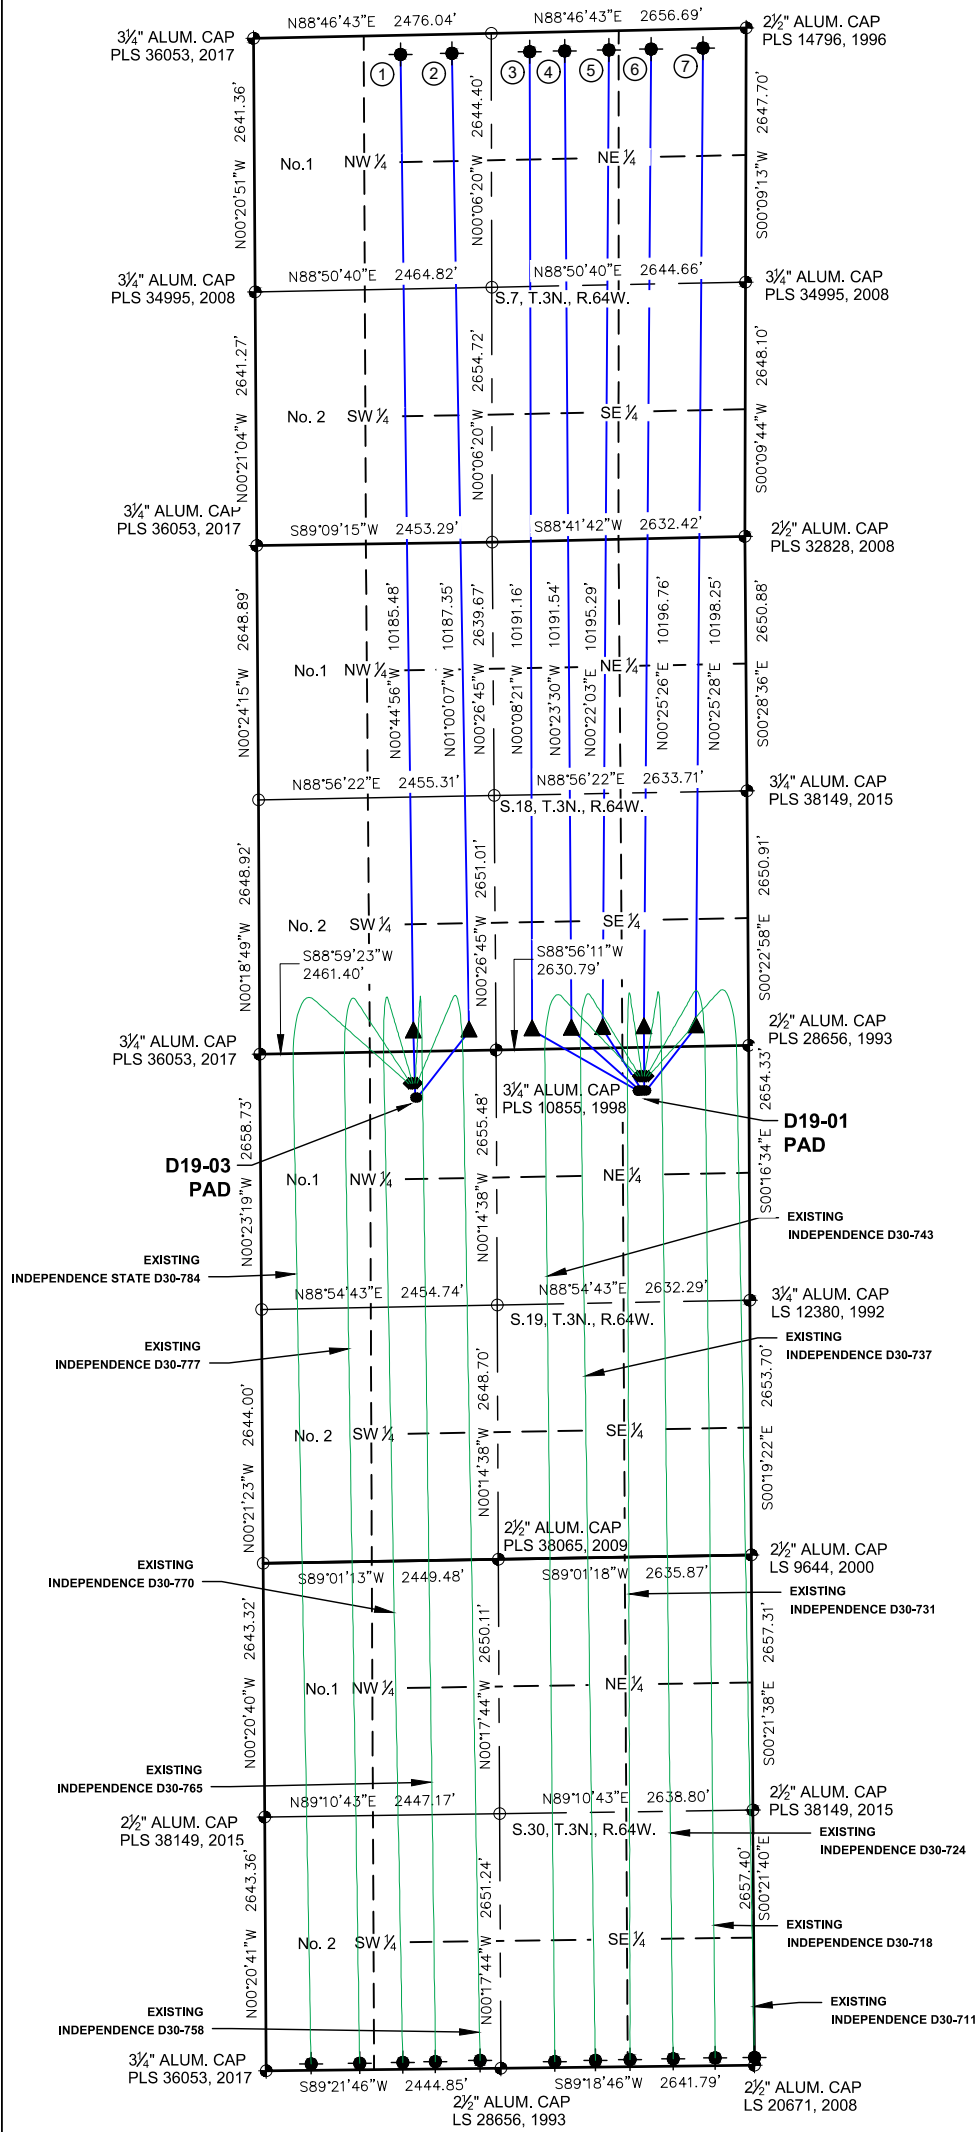 N88°46'43"E 2476.04'
N88°46'43"E 2656.69'
3¼" ALUM. CAP
PLS 36053, 2017
2½" ALUM. CAP
PLS 14796, 1996
1
2
3
4
5
6
7
N00°20'51"W 2641.36'
N00°06'20"W 2644.40'
S00°09'13"W 2647.70'
No.1 NW ¼
NE ¼
3¼" ALUM. CAP
PLS 34995, 2008
N88°50'40"E 2464.82'
N88°50'40"E 2644.66'
3¼" ALUM. CAP
PLS 34995, 2008
S.7, T.3N., R.64W.
N00°21'04"W 2641.27'
N00°06'20"W 2654.72'
S00°09'44"W 2648.10'
No. 2 SW ¼
SE ¼
3¼" ALUM. CAP
PLS 36053, 2017
S89°09'15"W 2453.29'
S88°41'42"W 2632.42'
2½" ALUM. CAP
PLS 32828, 2008
N00°24'15"W 2648.89'
N00°44'56"W 10185.48'
N01°00'07"W 10187.35'
N00°26'45"W 2639.67'
N00°08'21"W 10191.16'
N00°23'30"W 10191.54'
N00°22'03"E 10195.29'
N00°25'26"E 10196.76'
N00°25'28"E 10198.25'
S00°28'36"E 2650.88'
No.1 NW ¼
NE ¼
N88°56'22"E 2455.31'
N88°56'22"E 2633.71'
3¼" ALUM. CAP
PLS 38149, 2015
S.18, T.3N., R.64W.
N00°18'49"W 2648.92'
N00°26'45"W 2651.01'
S00°22'58"E 2650.91'
No. 2 SW ¼
SE ¼
S88°59'23"W
2461.40'
S88°56'11"W
2630.79'
3¼" ALUM. CAP
PLS 36053, 2017
2½" ALUM. CAP
PLS 28656, 1993
3¼" ALUM. CAP
PLS 10855, 1998
D19-03
PAD
D19-01
PAD
N00°23'19"W 2658.73'
N00°14'38"W 2655.48'
S00°16'34"E 2654.33'
No.1 NW ¼
NE ¼
EXISTING
INDEPENDENCE D30-743
EXISTING
INDEPENDENCE STATE D30-784
N88°54'43"E 2454.74'
N88°54'43"E 2632.29'
3¼" ALUM. CAP
LS 12380, 1992
S.19, T.3N., R.64W.
EXISTING
INDEPENDENCE D30-777
EXISTING
INDEPENDENCE D30-737
N00°21'23"W 2644.00'
N00°14'38"W 2648.70'
S00°19'22"E 2653.70'
No. 2 SW ¼
SE ¼
2½" ALUM. CAP
PLS 38065, 2009
2½" ALUM. CAP
LS 9644, 2000
S89°01'13"W 2449.48'
S89°01'18"W 2635.87'
EXISTING
INDEPENDENCE D30-770
EXISTING
INDEPENDENCE D30-731
N00°20'40"W 2643.32'
N00°17'44"W 2650.11'
S00°21'38"E 2657.31'
No.1 NW ¼
NE ¼
EXISTING
INDEPENDENCE D30-765
N89°10'43"E 2447.17'
N89°10'43"E 2638.80'
2½" ALUM. CAP
PLS 38149, 2015
2½" ALUM. CAP
PLS 38149, 2015
S.30, T.3N., R.64W.
EXISTING
INDEPENDENCE D30-724
N00°20'41"W 2643.36'
N00°17'44"W 2651.24'
2657.40'
S00°21'40"E
No. 2 SW ¼
SE ¼
EXISTING
INDEPENDENCE D30-718
EXISTING
INDEPENDENCE D30-758
EXISTING
INDEPENDENCE D30-711
3¼" ALUM. CAP
PLS 36053, 2017
S89°21'46"W 2444.85'
S89°18'46"W 2641.79'
2½" ALUM. CAP
LS 28656, 1993
2½" ALUM. CAP
LS 20671, 2008